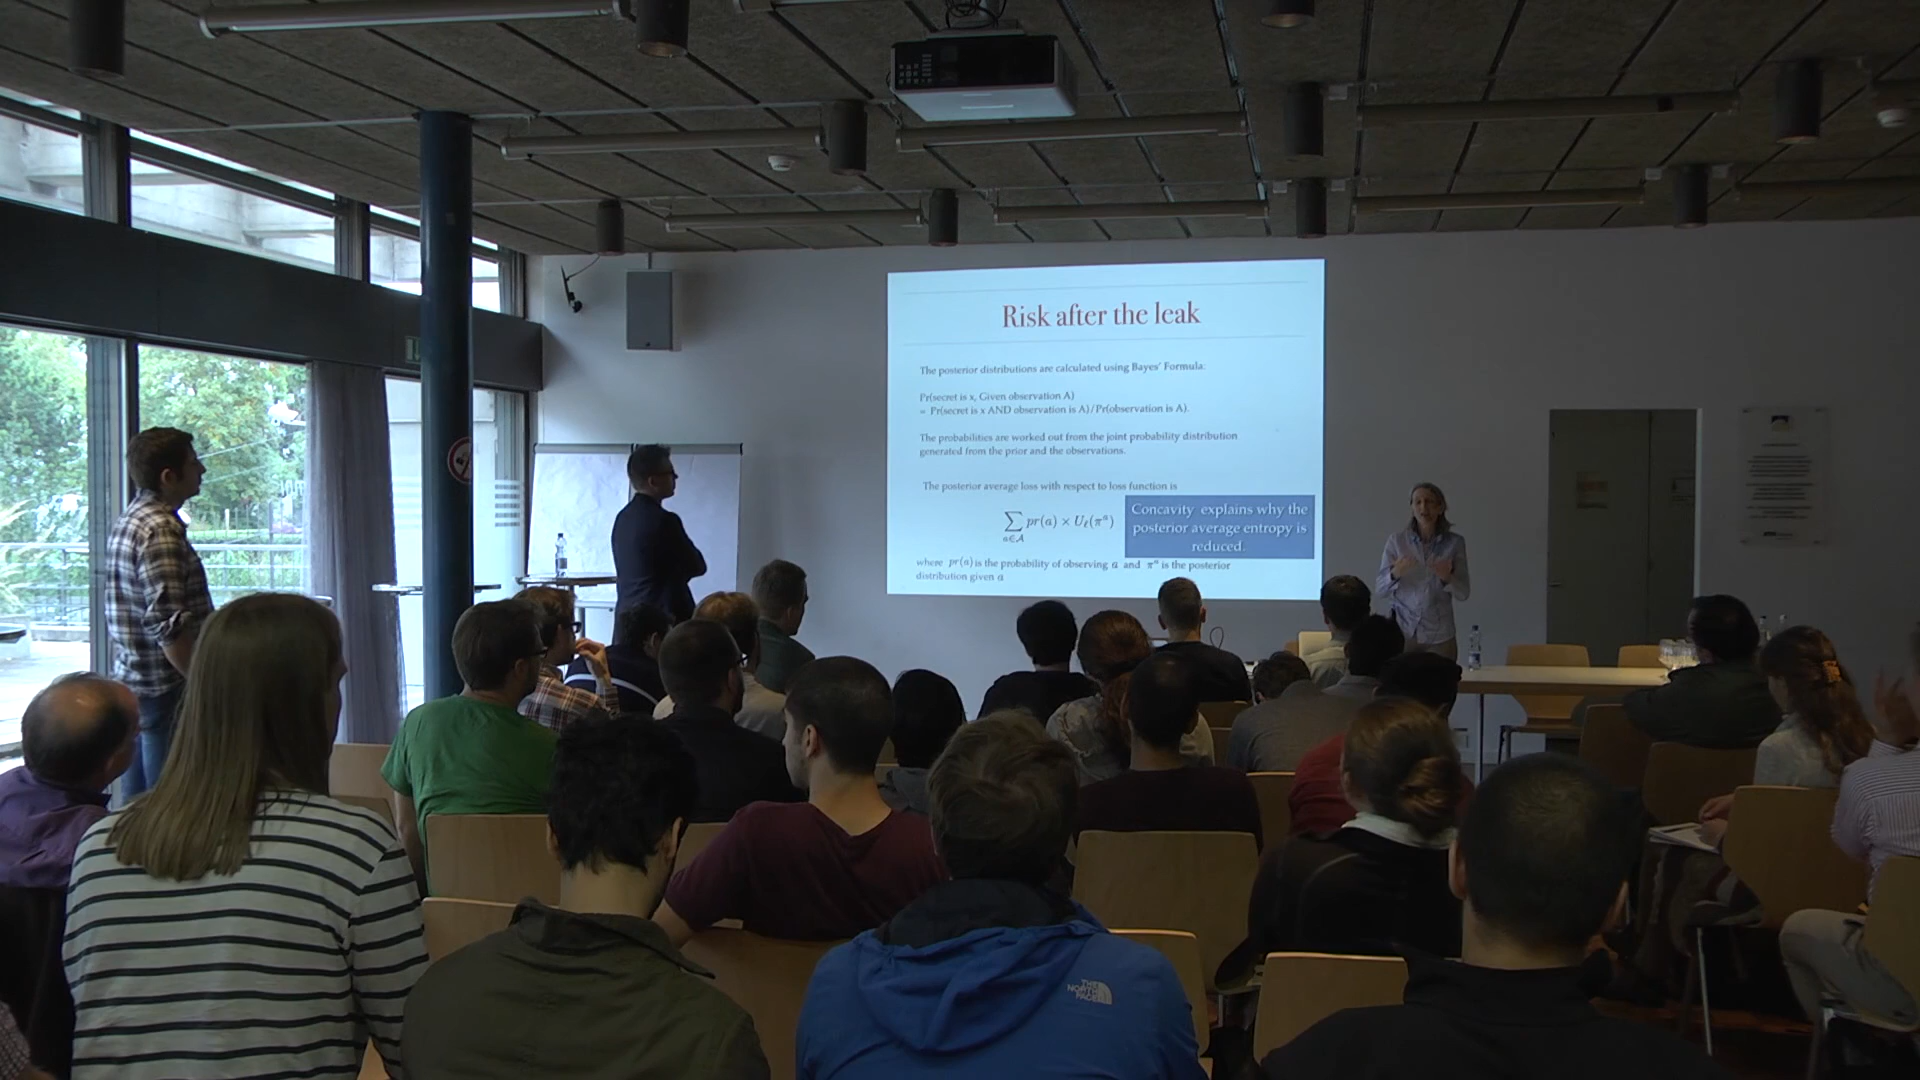 Risk after the leak
The posterior distributions are calculated using Bayes' Formula:
Pr(secret is x, Given observation A)
= Pr(secret is x AND observation is A)/Pr(observation is A).
The probabilities are worked out from the joint probability distribution
generated from the prior and the observations.
The posterior average loss with respect to loss function is
∑ pr(a) × Uℓ(πᵃ)
a∈𝒜
Concavity explains why the
posterior average entropy is
reduced.
where pr(a) is the probability of observing a and πᵃ is the posterior
distribution given a
THE
NORTH
FACE